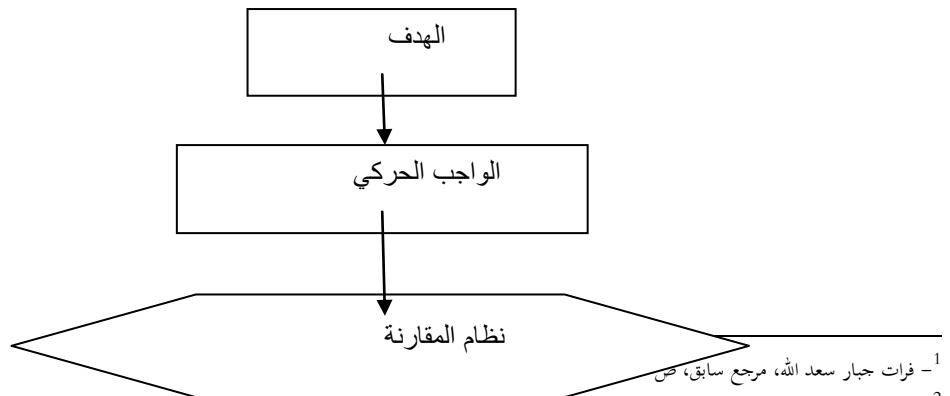 الهدف
الواجب الحركي
نظام المقارنة
1- فرات جبار سعد الله، مرجع سابق، ص